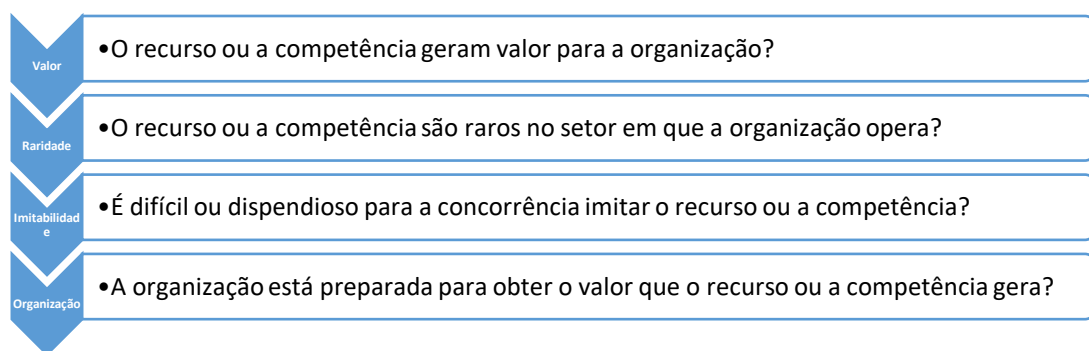 Valor
•O recurso ou a competência geram valor para a organização?
Raridade
•O recurso ou a competência são raros no setor em que a organização opera?
Imitabilidad
e
•É difícil ou dispendioso para a concorrência imitar o recurso ou a competência?
Organização
•A organização está preparada para obter o valor que o recurso ou a competência gera?